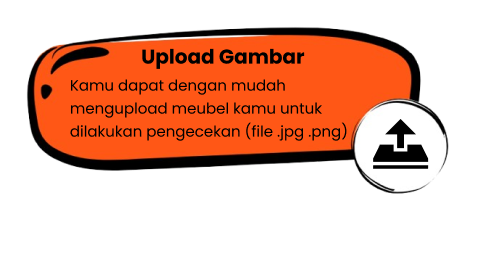 Upload Gambar
Kamu dapat dengan mudah
mengupload meubel kamu untuk
dilakukan pengecekan (file .jpg .png)